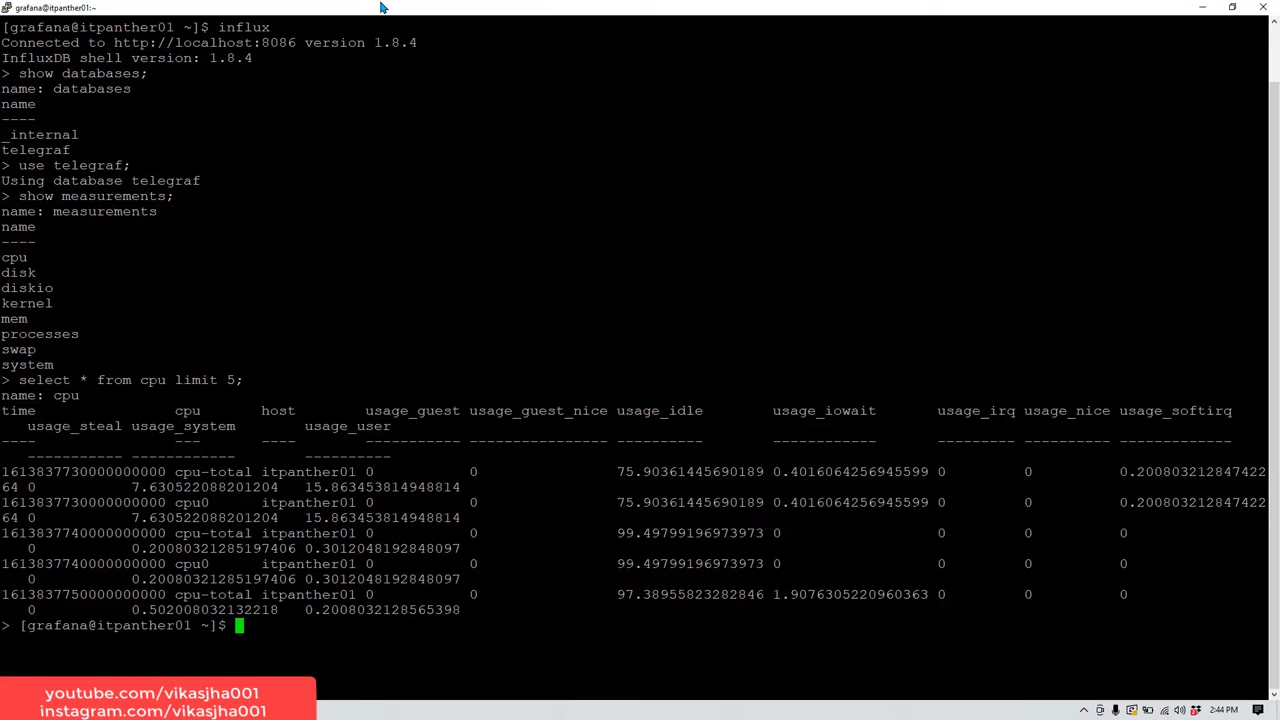 grafana@itpanther01:~
[grafana@itpanther01 ~]$ influx
Connected to http://localhost:8086 version 1.8.4
InfluxDB shell version: 1.8.4
> show databases;
name: databases
name
----
_internal
telegraf
> use telegraf;
Using database telegraf
> show measurements;
name: measurements
name
----
cpu
disk
diskio
kernel
mem
processes
swap
system
> select * from cpu limit 5;
name: cpu
time cpu host usage_guest usage_guest_nice usage_idle usage_iowait usage_irq usage_nice usage_softirq
usage_steal usage_system usage_user
---- --- ---- ----------- ---------------- ---------- ------------ --------- ---------- -------------
----------- ------------ ----------
1613837730000000000 cpu-total itpanther01 0 0 75.90361445690189 0.4016064256945599 0 0 0.200803212847422
64 0 7.630522088201204 15.863453814948814
1613837730000000000 cpu0 itpanther01 0 0 75.90361445690189 0.4016064256945599 0 0 0.200803212847422
64 0 7.630522088201204 15.863453814948814
1613837740000000000 cpu-total itpanther01 0 0 99.49799196973973 0 0 0 0
0 0.20080321285197406 0.3012048192848097
1613837740000000000 cpu0 itpanther01 0 0 99.49799196973973 0 0 0 0
0 0.20080321285197406 0.3012048192848097
1613837750000000000 cpu-total itpanther01 0 0 97.38955823282846 1.9076305220960363 0 0 0
0 0.502008032132218 0.2008032128565398
> [grafana@itpanther01 ~]$
youtube.com/vikasjha001
instagram.com/vikasjha001
2:44 PM